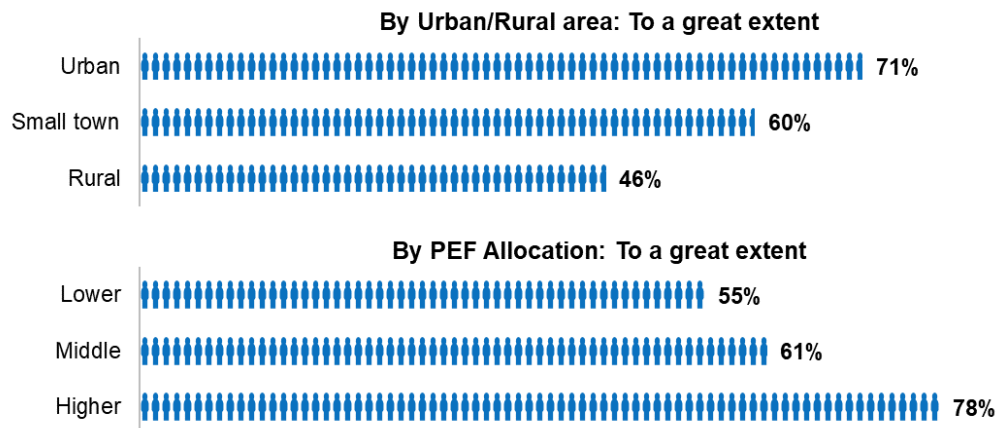 By Urban/Rural area: To a great extent
Urban 71%
Small town 60%
Rural 46%
By PEF Allocation: To a great extent
Lower 55%
Middle 61%
Higher 78%